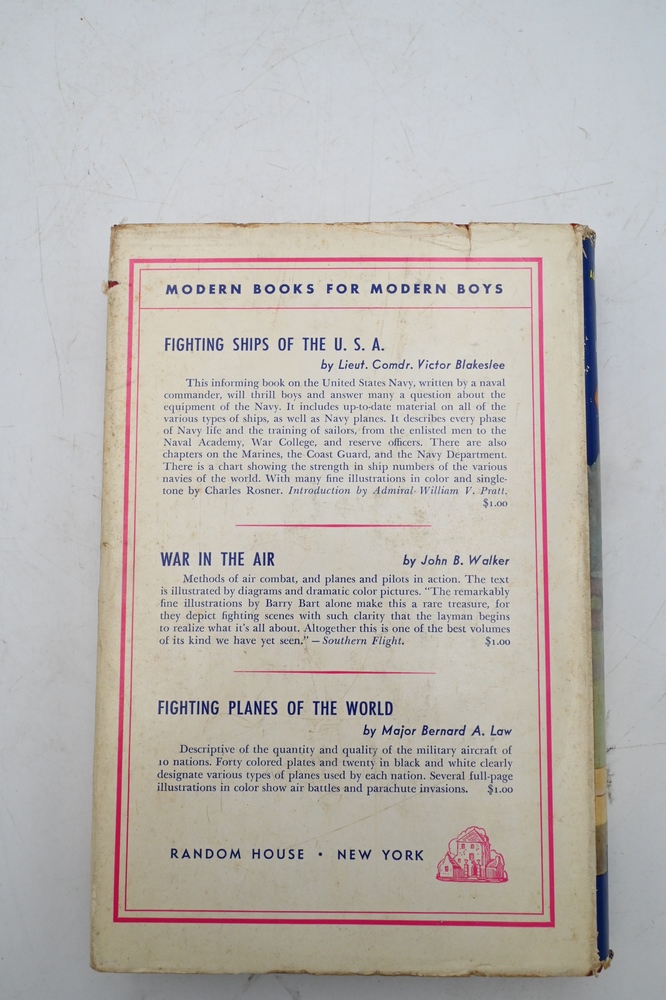 MODERN BOOKS FOR MODERN BOYS
FIGHTING SHIPS OF THE U. S. A.
by Lieut. Comdr. Victor Blakeslee
This informing book on the United States Navy, written by a naval
commander, will thrill boys and answer many a question about the
equipment of the Navy. It includes up-to-date material on all of the
various types of ships, as well as Navy planes. It describes every phase
of Navy life and the training of sailors, from the enlisted men to the
Naval Academy, War College, and reserve officers. There are also
chapters on the Marines, the Coast Guard, and the Navy Department.
There is a chart showing the strength in ship numbers of the various
navies of the world. With many fine illustrations in color and single-
tone by Charles Rosner. Introduction by Admiral William V. Pratt.
$1.00
WAR IN THE AIR by John B. Walker
Methods of air combat, and planes and pilots in action. The text
is illustrated by diagrams and dramatic color pictures. "The remarkably
fine illustrations by Barry Bart alone make this a rare treasure, for
they depict fighting scenes with such clarity that the layman begins
to realize what it's all about. Altogether this is one of the best volumes
of its kind we have yet seen." — Southern Flight. $1.00
FIGHTING PLANES OF THE WORLD
by Major Bernard A. Law
Descriptive of the quantity and quality of the military aircraft of
10 nations. Forty colored plates and twenty in black and white clearly
designate various types of planes used by each nation. Several full-page
illustrations in color show air battles and parachute invasions. $1.00
RANDOM HOUSE • NEW YORK